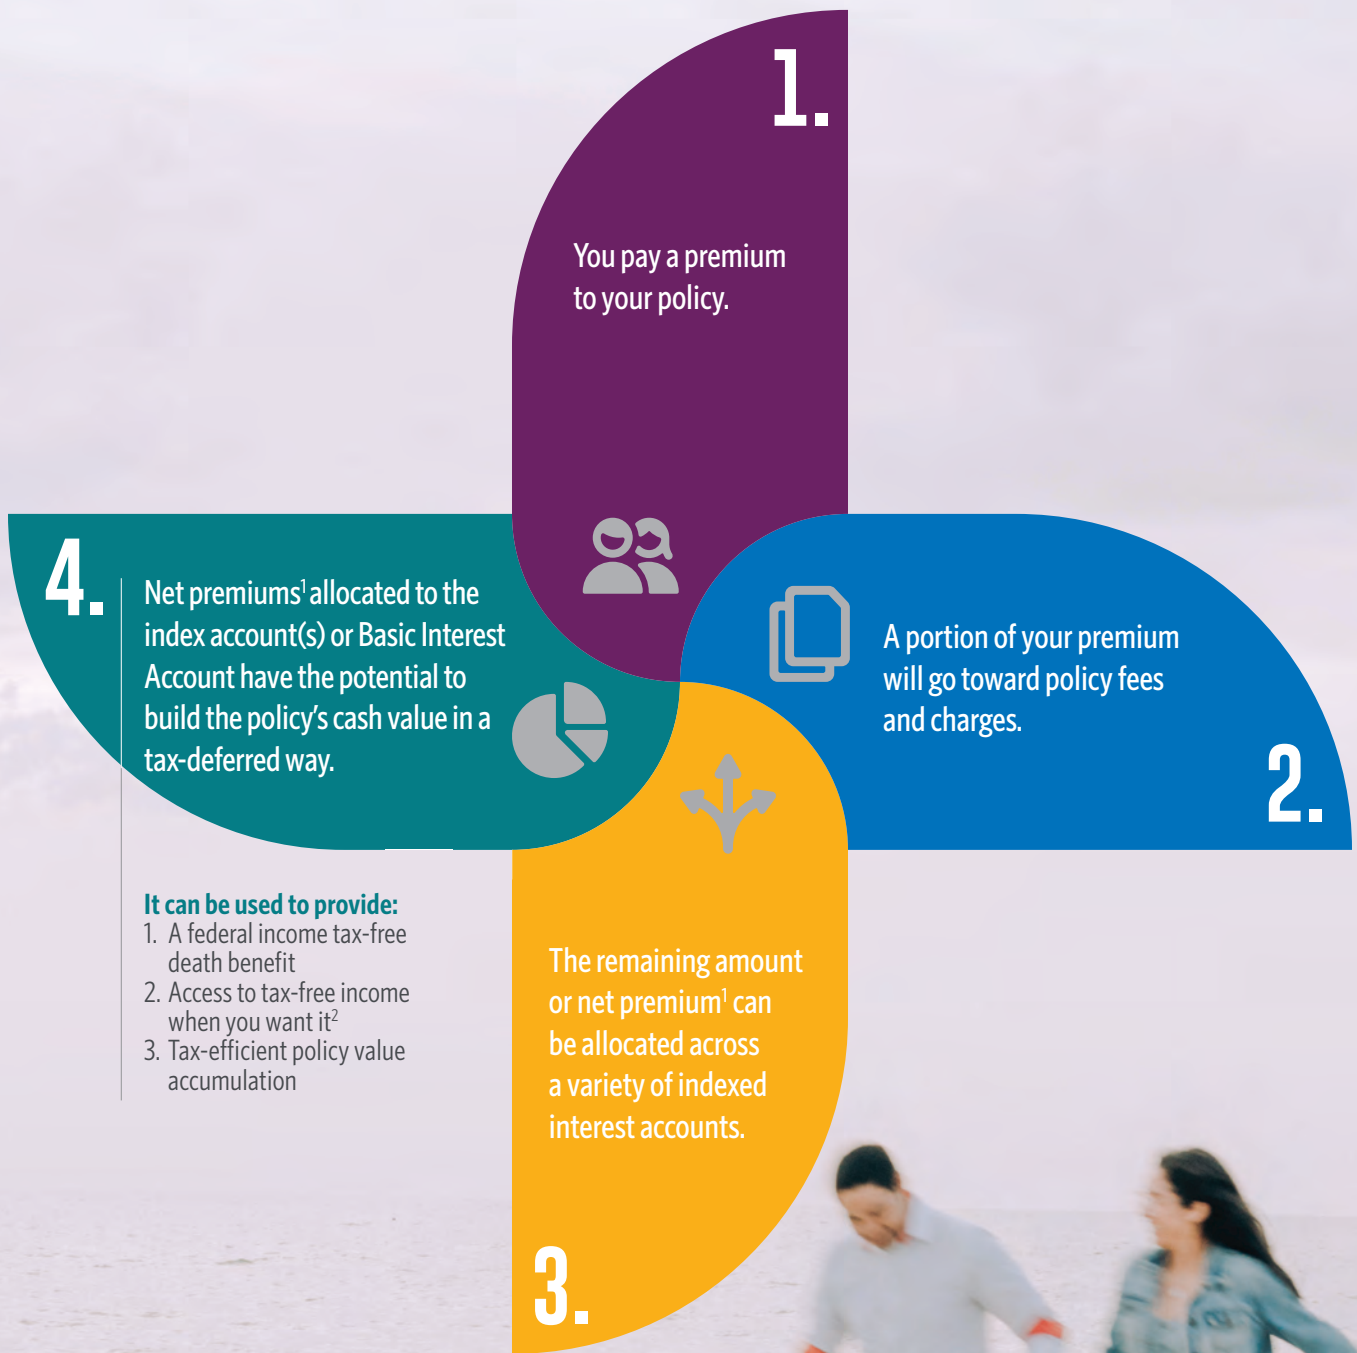 1.
You pay a premium
to your policy.
A portion of your premium
will go toward policy fees
and charges.
2.
The remaining amount
or net premium¹ can
be allocated across
a variety of indexed
interest accounts.
3.
4.
Net premiums¹ allocated to the
index account(s) or Basic Interest
Account have the potential to
build the policy’s cash value in a
tax-deferred way.
It can be used to provide:
1. A federal income tax-free
death benefit
2. Access to tax-free income
when you want it²
3. Tax-efficient policy value
accumulation